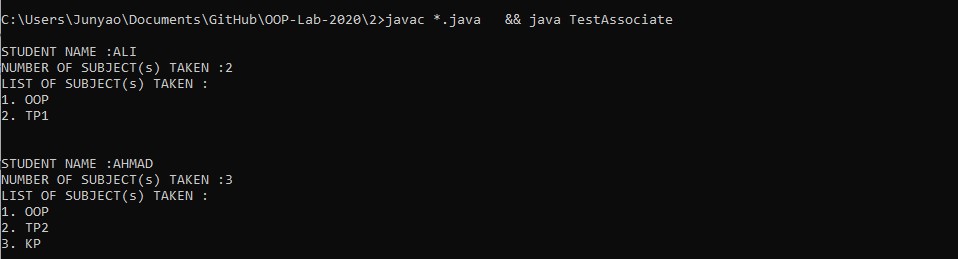 C:\Users\Junyao\Documents\GitHub\OOP-Lab-2020\2>javac *.java   && java TestAssociate
STUDENT NAME :ALI
NUMBER OF SUBJECT(s) TAKEN :2
LIST OF SUBJECT(s) TAKEN :
1. OOP
2. TP1
STUDENT NAME :AHMAD
NUMBER OF SUBJECT(s) TAKEN :3
LIST OF SUBJECT(s) TAKEN :
1. OOP
2. TP2
3. KP